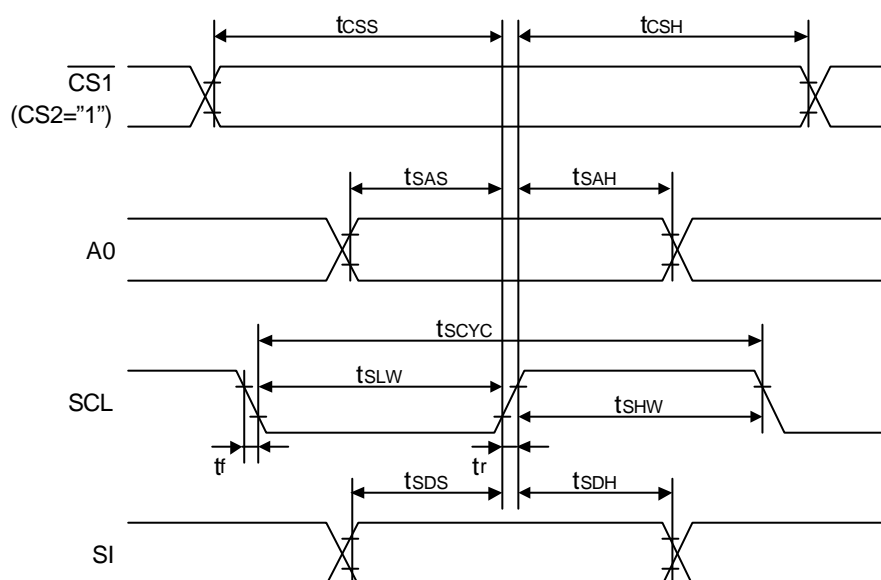 tCSS tCSH
CS1
(CS2=”1”)
tSAS tSAH
A0
tSCYC
tSLW
SCL
tSHW
tf tr
tSDS tSDH
SI